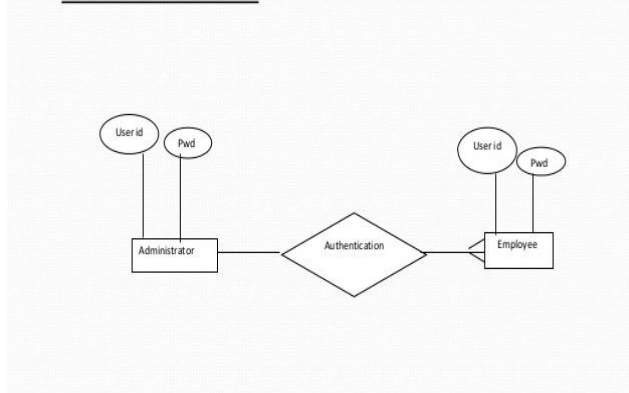 User id
Pwd
User id
Pwd
Administrator
Authentication
Employee